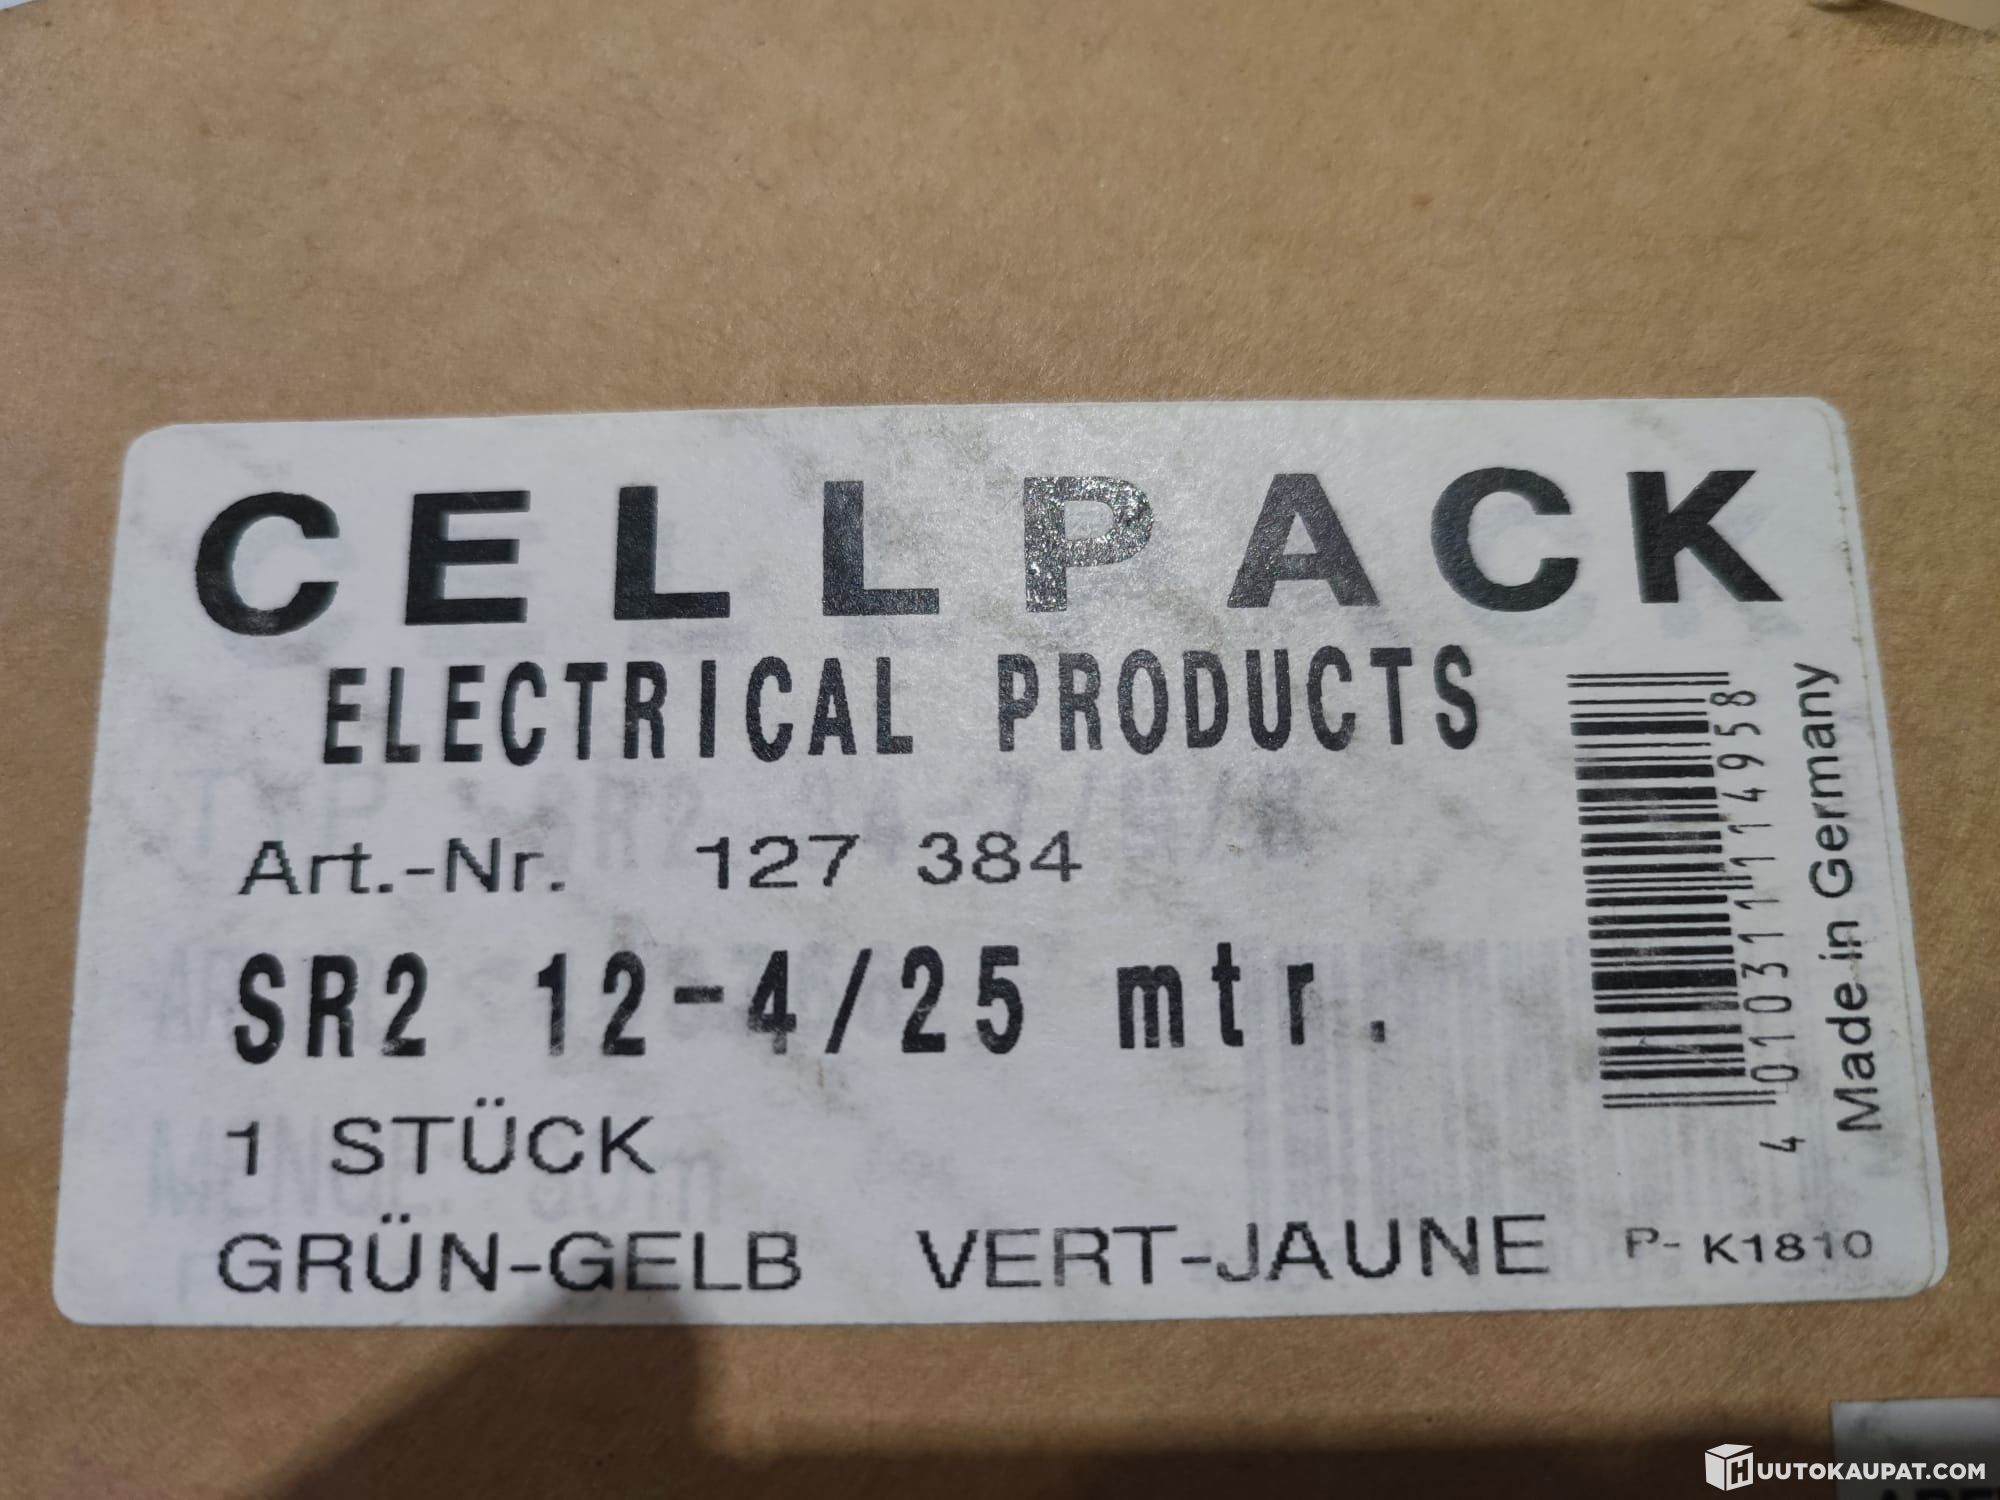 CELLPACK
ELECTRICAL PRODUCTS
Art.-Nr. 127 384
SR2 12-4/25 mtr.
1 STÜCK
GRÜN-GELB VERT-JAUNE
P- K1810
4 010311 114958
Made in Germany
HUUTOKAUPAT.COM